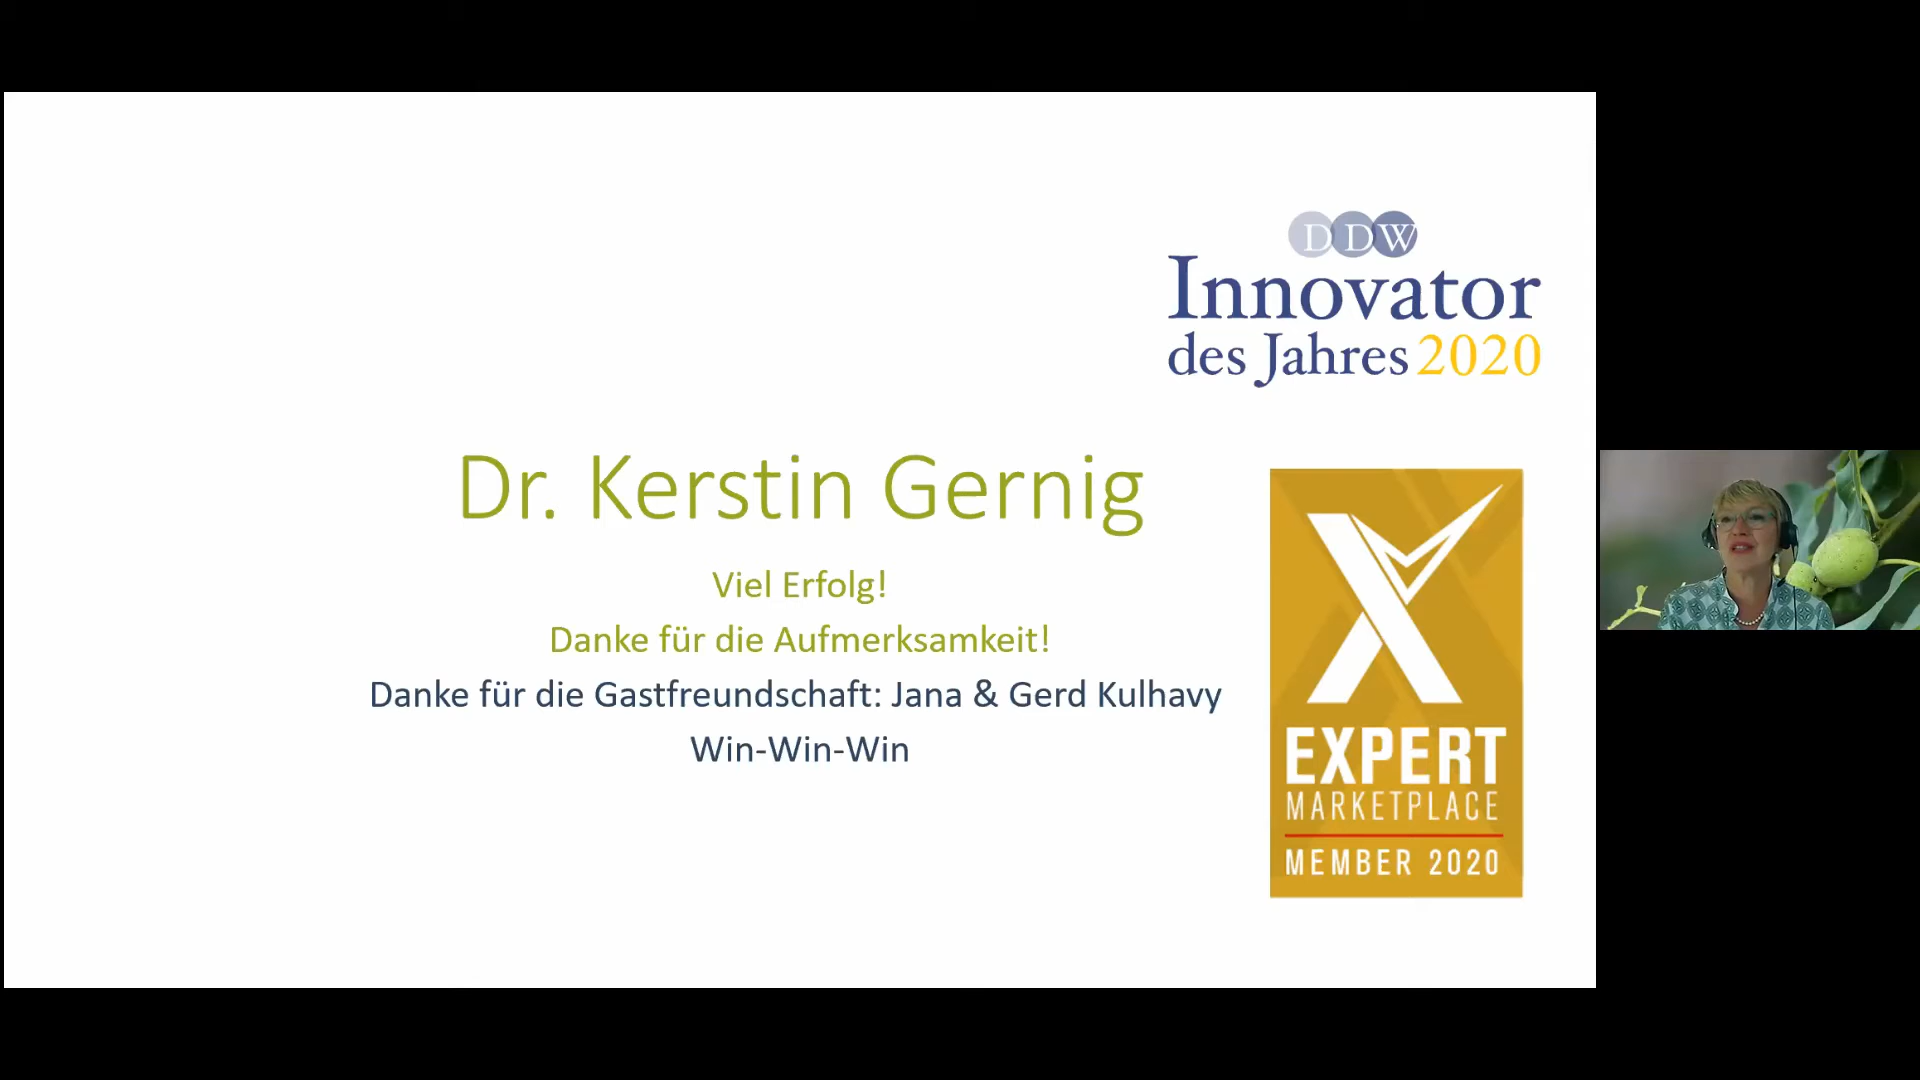 DDW
Innovator
des Jahres 2020
Dr. Kerstin Gernig
Viel Erfolg!
Danke für die Aufmerksamkeit!
Danke für die Gastfreundschaft: Jana & Gerd Kulhavy
Win-Win-Win
X
EXPERT
MARKETPLACE
MEMBER 2020